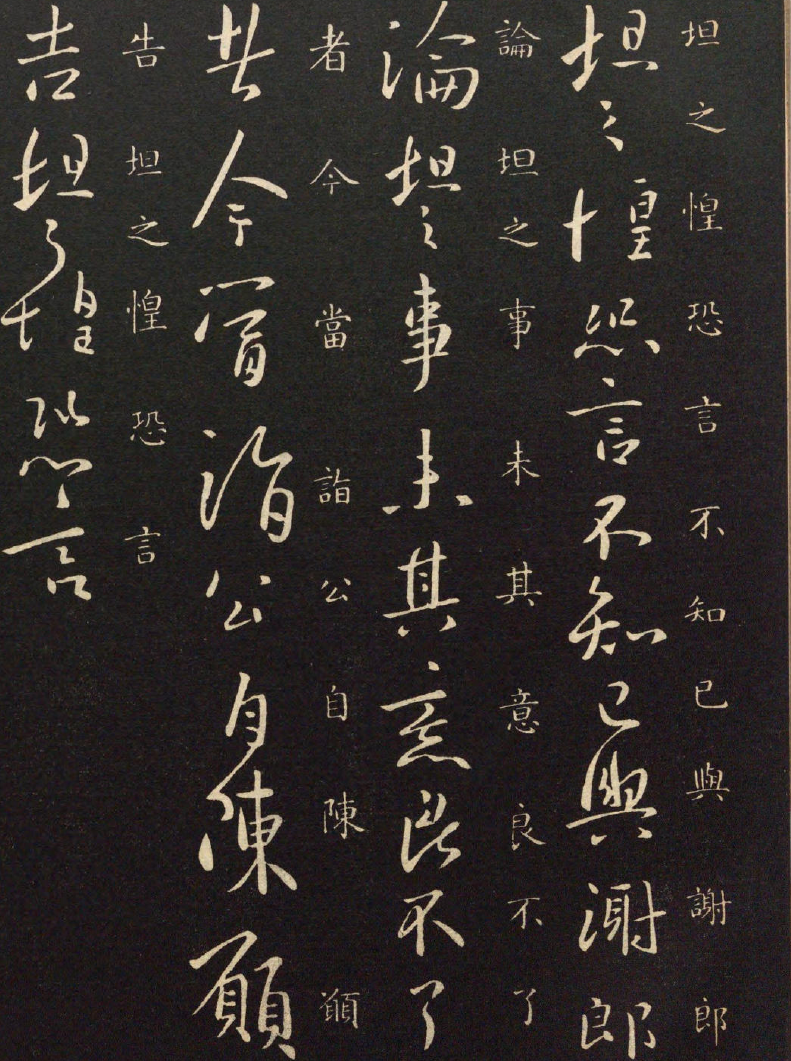 坦之惶恐言不知已與謝郎
坦之惶恐言不知已與謝郎
論坦之事未其意良不了
論坦之事未其意良不了
者今當詣公自陳願
者今當詣公自陳願
告坦之惶恐言
告坦之惶恐言